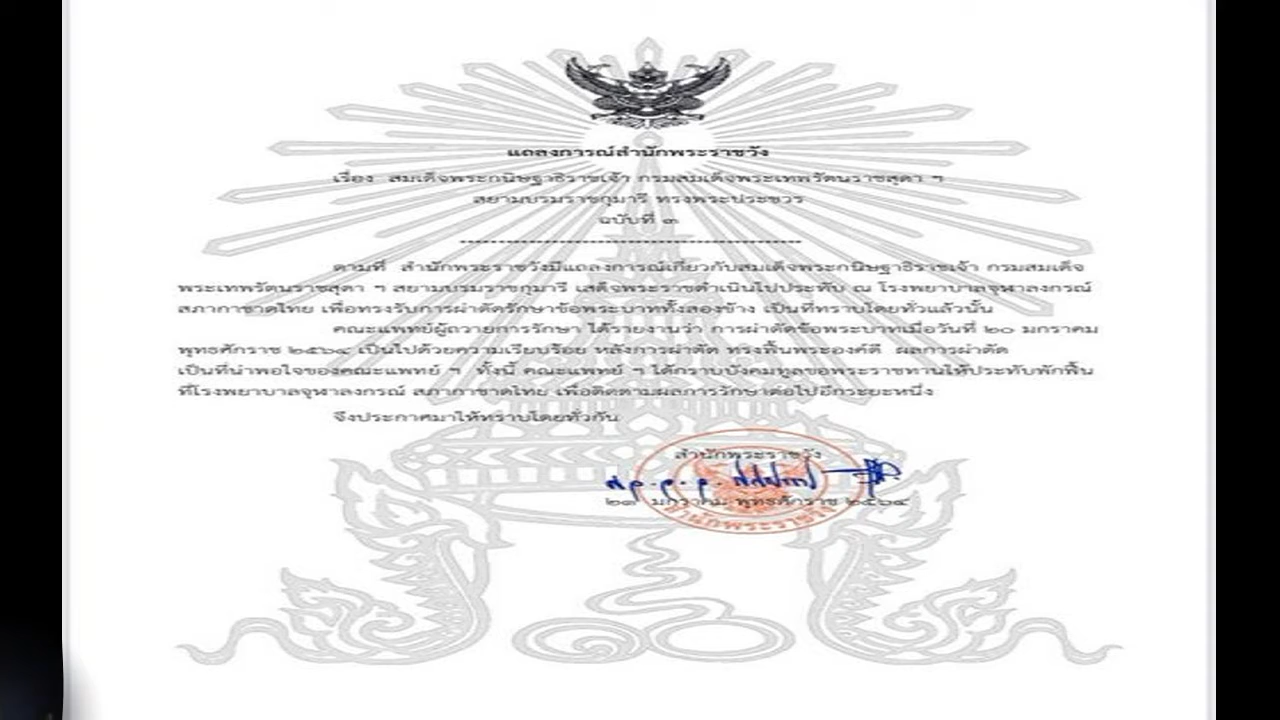 แถลงการณ์สำนักพระราชวัง
เรื่อง สมเด็จพระกนิษฐาธิราชเจ้า กรมสมเด็จพระเทพรัตนราชสุดา ฯ
สยามบรมราชกุมารี ทรงพระประชวร
ฉบับที่ ๓
ตามที่ สำนักพระราชวังมีแถลงการณ์เกี่ยวกับสมเด็จพระกนิษฐาธิราชเจ้า กรมสมเด็จ
พระเทพรัตนราชสุดา ฯ สยามบรมราชกุมารี เสด็จพระราชดำเนินไปประทับ ณ โรงพยาบาลจุฬาลงกรณ์
สภากาชาดไทย เพื่อทรงรับการผ่าตัดรักษาข้อพระบาททั้งสองข้าง เป็นที่ทราบโดยทั่วแล้วนั้น
คณะแพทย์ผู้ถวายการรักษา ได้รายงานว่า การผ่าตัดข้อพระบาทเมื่อวันที่ ๒๐ มกราคม
พุทธศักราช ๒๕๖๔ เป็นไปด้วยความเรียบร้อย หลังการผ่าตัด ทรงฟื้นพระองค์ดี ผลการผ่าตัด
เป็นที่น่าพอใจของคณะแพทย์ ฯ ทั้งนี้ คณะแพทย์ ฯ ได้กราบบังคมทูลขอพระราชทานให้ประทับพักฟื้น
ที่โรงพยาบาลจุฬาลงกรณ์ สภากาชาดไทย เพื่อติดตามผลการรักษาต่อไปอีกระยะหนึ่ง
จึงประกาศมาให้ทราบโดยทั่วกัน
สำนักพระราชวัง
มกราคม พุทธศักราช ๒๕๖๔
สำนักพระราชวัง